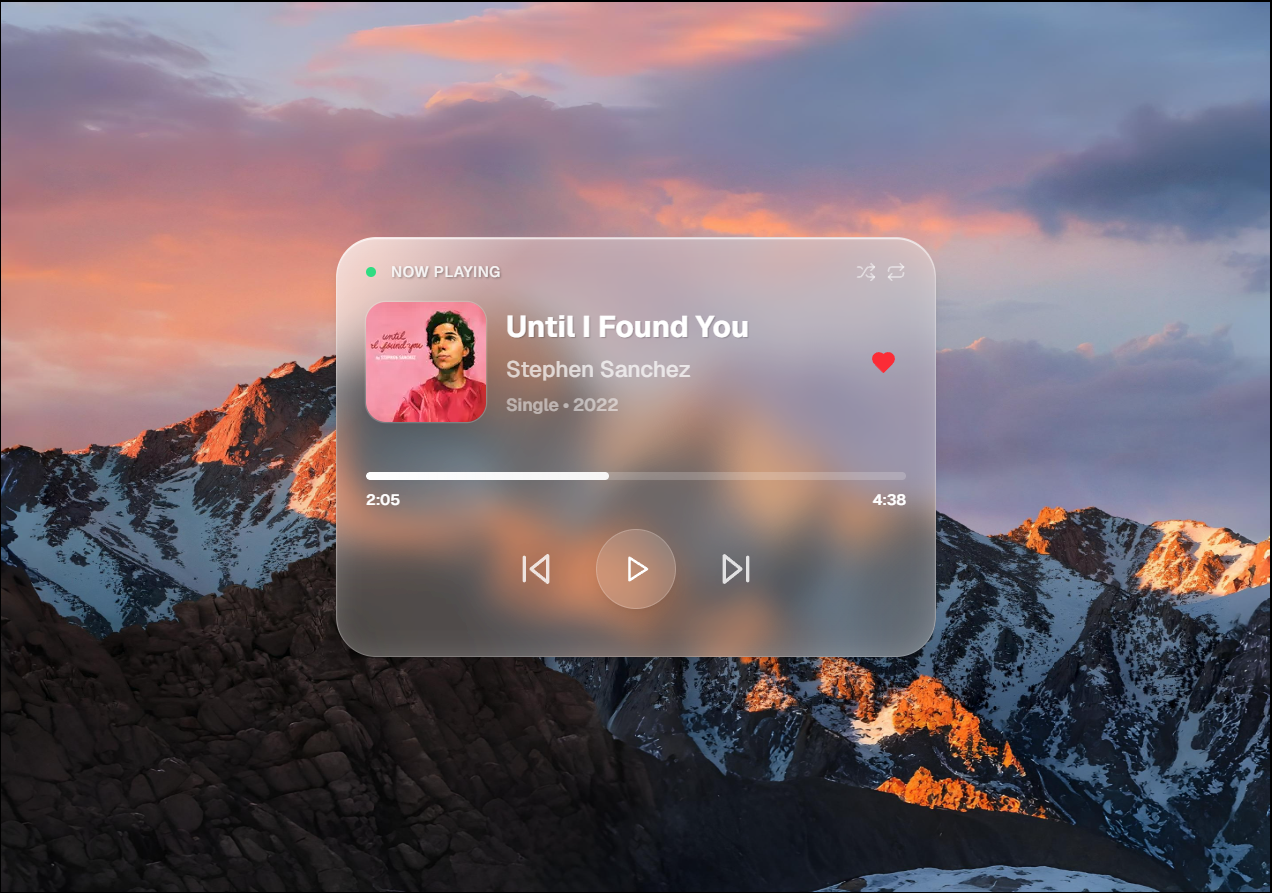 NOW PLAYING
until
I found you
by STEPHEN SANCHEZ
Until I Found You
Stephen Sanchez
Single • 2022
2:05
4:38